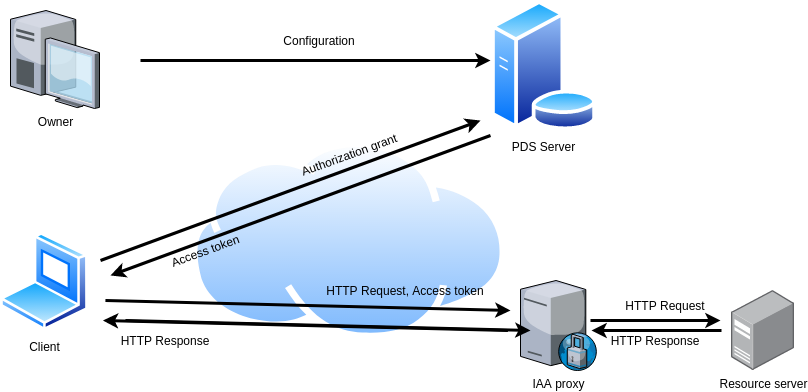 Configuration
Owner
PDS Server
Authorization grant
Access token
HTTP Request, Access token
HTTP Request
HTTP Response
HTTP Response
Client
IAA proxy
Resource server